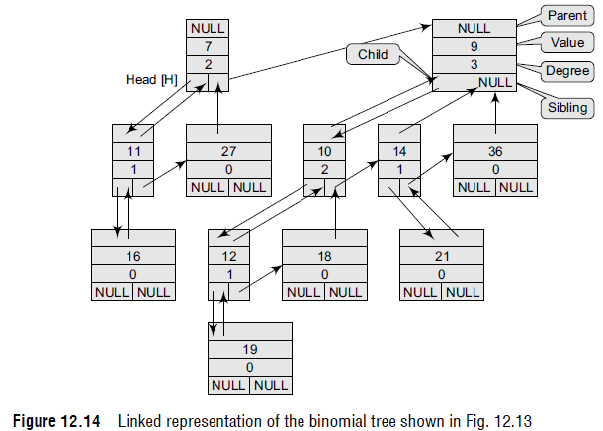 Parent
NULL NULL
7 9 Value
Child
2 3 Degree
Head [H]
NULL
Sibling
11 27 10 14 36
1 0 2 1 0
NULL NULL NULL NULL
16 12 18 21
0 1 0 0
NULL NULL NULL NULL NULL NULL
19
0
NULL NULL
Figure 12.14 Linked representation of the binomial tree shown in Fig. 12.13